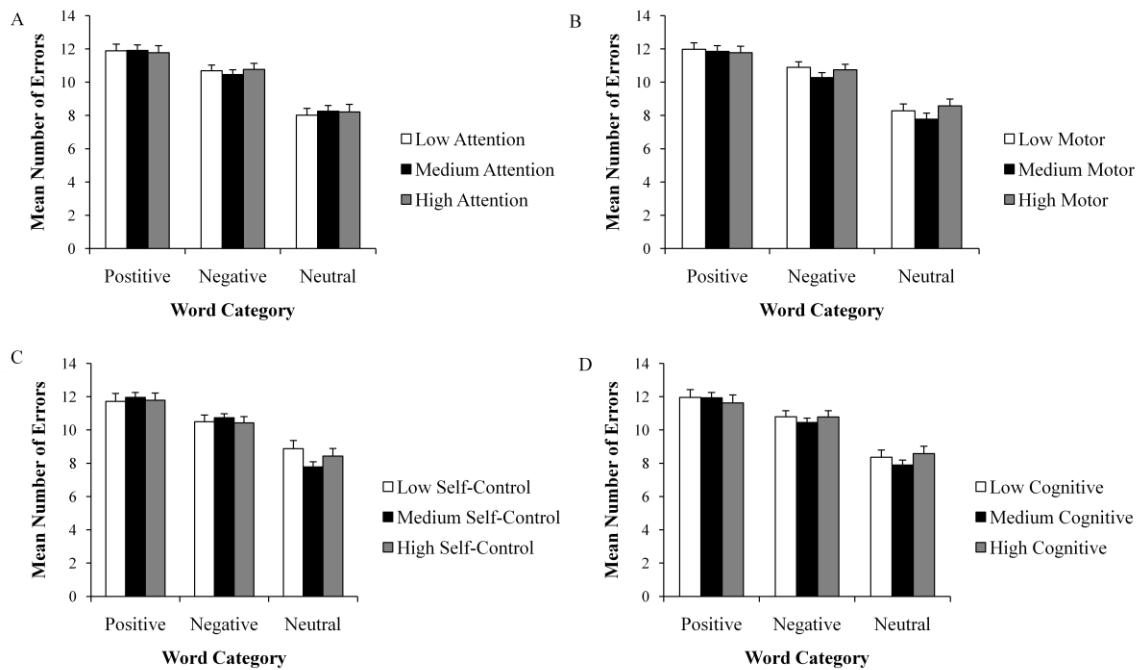 A
Mean Number of Errors
14
12
10
8
6
4
2
0
Postitive Negative Neutral
Word Category
Low Attention
Medium Attention
High Attention
B
Mean Number of Errors
14
12
10
8
6
4
2
0
Positive Negative Neutral
Word Category
Low Motor
Medium Motor
High Motor
C
Mean Number of Errors
14
12
10
8
6
4
2
0
Positive Negative Neutral
Word Category
Low Self-Control
Medium Self-Control
High Self-Control
D
Mean Number of Errors
14
12
10
8
6
4
2
0
Positive Negative Neutral
Word Category
Low Cognitive
Medium Cognitive
High Cognitive